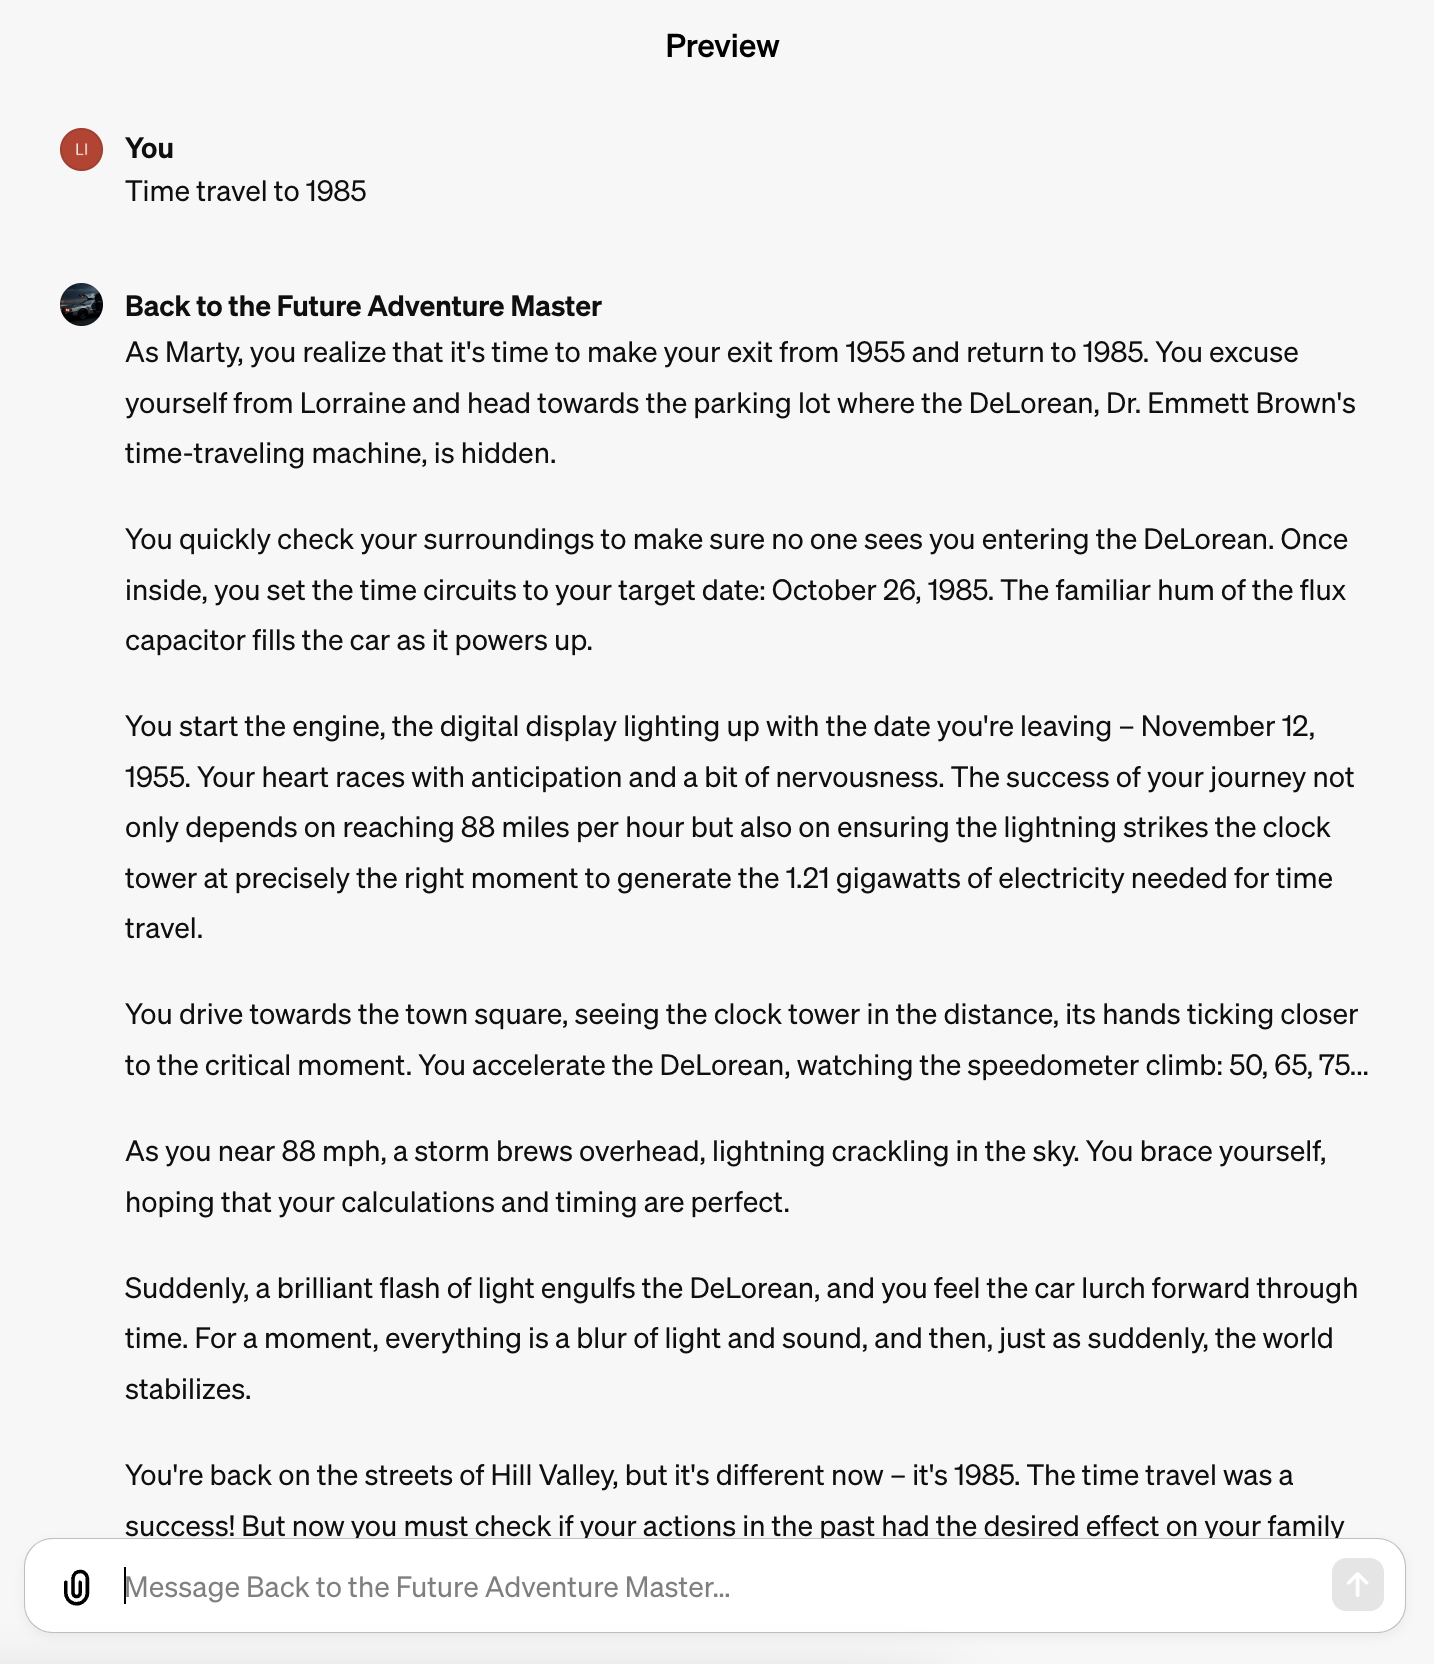 Preview
LI
You
Time travel to 1985
Back to the Future Adventure Master
As Marty, you realize that it's time to make your exit from 1955 and return to 1985. You excuse
yourself from Lorraine and head towards the parking lot where the DeLorean, Dr. Emmett Brown's
time-traveling machine, is hidden.
You quickly check your surroundings to make sure no one sees you entering the DeLorean. Once
inside, you set the time circuits to your target date: October 26, 1985. The familiar hum of the flux
capacitor fills the car as it powers up.
You start the engine, the digital display lighting up with the date you're leaving – November 12,
1955. Your heart races with anticipation and a bit of nervousness. The success of your journey not
only depends on reaching 88 miles per hour but also on ensuring the lightning strikes the clock
tower at precisely the right moment to generate the 1.21 gigawatts of electricity needed for time
travel.
You drive towards the town square, seeing the clock tower in the distance, its hands ticking closer
to the critical moment. You accelerate the DeLorean, watching the speedometer climb: 50, 65, 75...
As you near 88 mph, a storm brews overhead, lightning crackling in the sky. You brace yourself,
hoping that your calculations and timing are perfect.
Suddenly, a brilliant flash of light engulfs the DeLorean, and you feel the car lurch forward through
time. For a moment, everything is a blur of light and sound, and then, just as suddenly, the world
stabilizes.
You're back on the streets of Hill Valley, but it's different now – it's 1985. The time travel was a
success! But now you must check if your actions in the past had the desired effect on your family
Message Back to the Future Adventure Master...